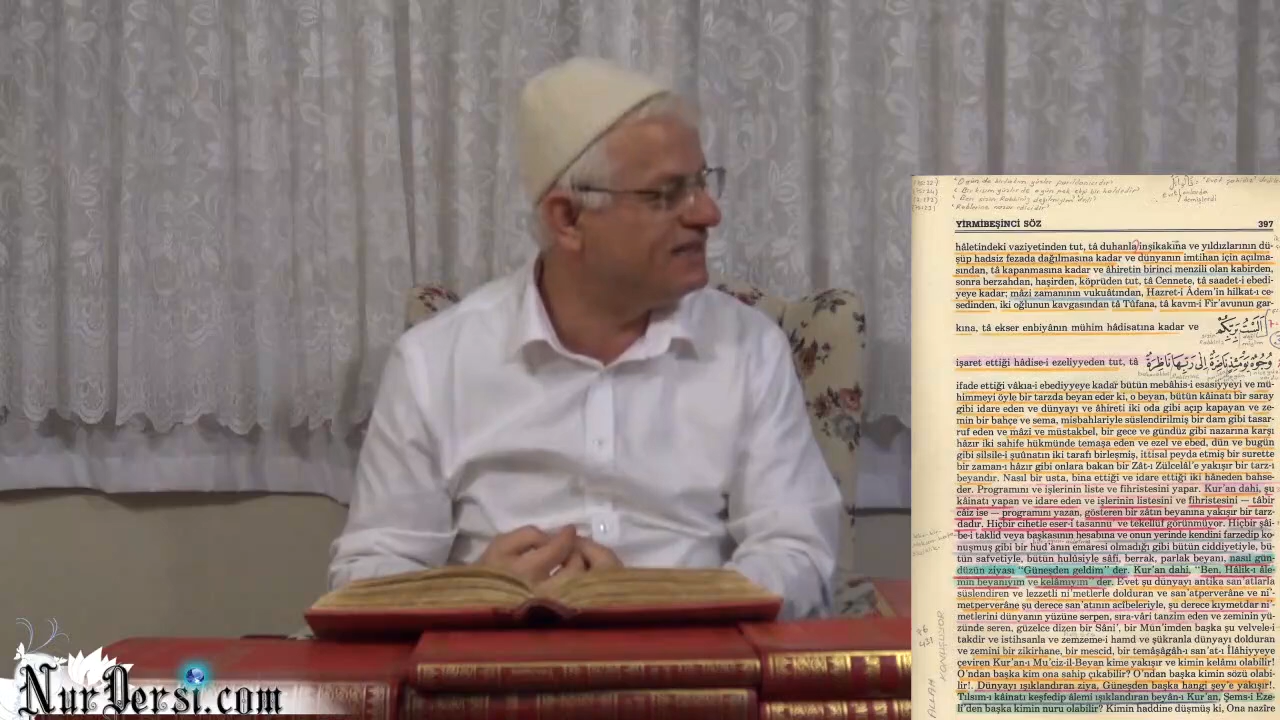 YİRMİBEŞİNCİ SÖZ 397
hâletindeki vaziyetinden tut, tâ duhanla inşikakına ve yıldızlarının dü-
şüp hadsiz fezada dağılmasına kadar ve dünyanın imtihan için açılma-
sından, tâ kapanmasına kadar ve âhiretin birinci menzili olan kabirden,
sonra berzahdan, haşirden, köprüden tut, tâ Cennete, tâ saadet-i ebedi-
yeye kadar; mâzi zamanının vukuâtından, Hazret-i Âdem'in hilkat-ı ce-
sedinden, iki oğlunun kavgasından tâ Tûfana, tâ kavm-i Fir'avunun gar-
kına, tâ ekser enbiyânın mühim hâdisatına kadar ve
işaret ettiği hâdise-i ezeliyyeden tut, tâ
ifade ettiği vâkıa-i ebediyyeye kadar bütün mebâhis-i esasiyyeyi ve mü-
himmeyi öyle bir tarzda beyan eder ki, o beyan, bütün kâinatı bir saray
gibi idare eden ve dünyayı ve âhireti iki oda gibi açıp kapayan ve ze-
min bir bahçe ve sema, misbahlariyle süslendirilmiş bir dam gibi tasar-
ruf eden ve mâzi ve müstakbel, bir gece ve gündüz gibi nazarına karşı
hâzır iki sahife hükmünde temaşa eden ve ezel ve ebed, dün ve bugün
gibi silsile-i şuûnatın iki tarafı birleşmiş, ittisal peyda etmiş bir surette
bir zaman-ı hâzır gibi onlara bakan bir Zât-ı Zülcelâl'e yakışır bir tarz-ı
beyandır. Nasıl bir usta, bina ettiği ve idare ettiği iki hâneden bahse-
der. Programını ve işlerinin liste ve fihristesini yapar. Kur'an dahi, şu
kâinatı yapan ve idare eden ve işlerinin listesini ve fihristesini — tâbir
câiz ise — programını yazan, gösteren bir zâtın beyanına yakışır bir tarz-
dadır. Hiçbir cihetle eser-i tasannu' ve tekellüf görünmüyor. Hiçbir şâi-
be-i taklid veya başkasının hesabına ve onun yerinde kendini farzedip ko-
nuşmuş gibi bir hud'anın emaresi olmadığı gibi bütün ciddiyetiyle, bü-
tün safvetiyle, bütün hulûsiyle sâfi, berrak, parlak beyanı, nasıl gün-
düzün ziyası "Güneşden geldim" der. Kur'an dahi, "Ben, Hâlik-ı âle-
min beyanıyım ve kelâmıyım" der. Evet şu dünyayı antika san'atlarla
süslendiren ve lezzetli ni'metlerle dolduran ve san'atperverâne ve ni'-
metperverâne şu derece san'atının acîbeleriyle, şu derece kıymetdar ni'-
metlerini dünyanın yüzüne serpen, sıra-vâri tanzim eden ve zeminin yü-
zünde seren, güzelce dizen bir Sâni', bir Mün'imden başka şu velvele-i
takdir ve istihsanla ve zemzeme-i hamd ve şükranla dünyayı dolduran
ve zemini bir zikirhane, bir mescid, bir temâşâgâh-ı san'at-ı İlâhiyyeye
çeviren Kur'an-ı Mu'ciz-il-Beyan kime yakışır ve kimin kelâmı olabilir!
O'ndan başka kim ona sahip çıkabilir? O'ndan başka kimin sözü olabi-
lir!. Dünyayı ışıklandıran ziya, Güneşden başka hangi şey'e yakışır!.
Tılsım-ı kâinatı keşfedip âlemi ışıklandıran beyân-ı Kur'an, Şems-i Eze-
lî'den başka kimin nuru olabilir? Kimin haddine düşmüş ki, Ona nazîre
ALLAH KONUŞUYOR
NurDersi.com